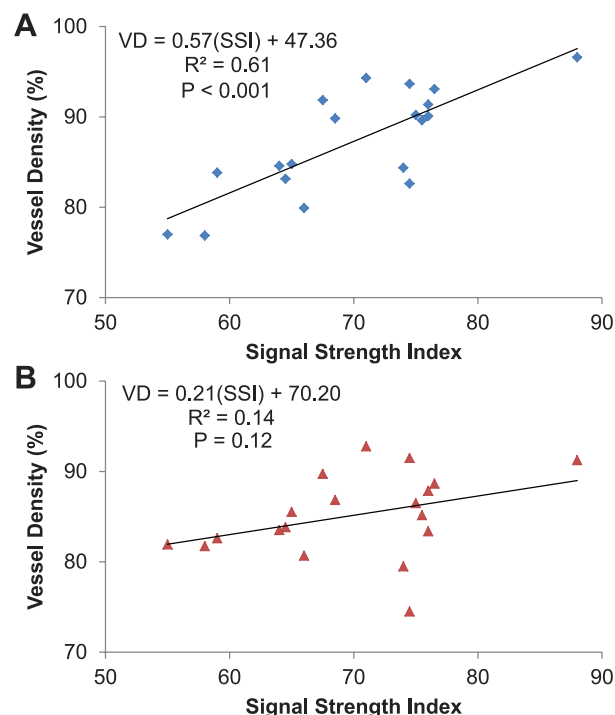 A
VD = 0.57(SSI) + 47.36
R² = 0.61
P < 0.001
Vessel Density (%)
100
90
80
70
50
60
70
80
90
Signal Strength Index
B
VD = 0.21(SSI) + 70.20
R² = 0.14
P = 0.12
Vessel Density (%)
100
90
80
70
50
60
70
80
90
Signal Strength Index